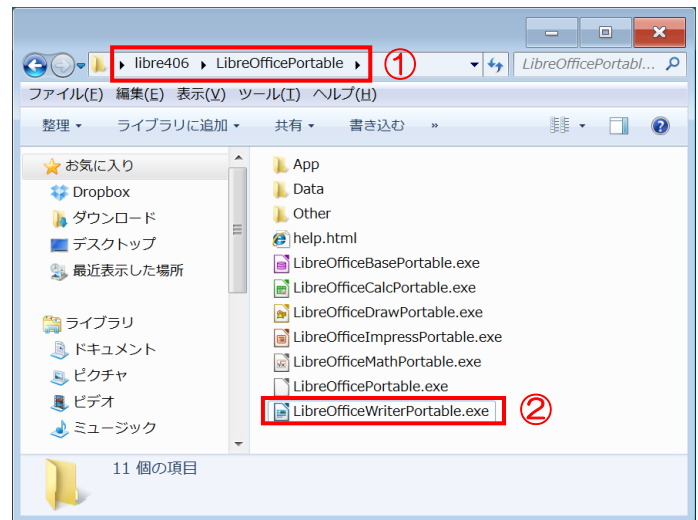 libre406 LibreOfficePortable ① LibreOfficePortabl...
ファイル(F) 編集(E) 表示(V) ツール(T) ヘルプ(H)
整理 ライブラリに追加 共有 書き込む »
お気に入り
Dropbox
ダウンロード
デスクトップ
最近表示した場所
ライブラリ
ドキュメント
ピクチャ
ビデオ
ミュージック
App
Data
Other
help.html
LibreOfficeBasePortable.exe
LibreOfficeCalcPortable.exe
LibreOfficeDrawPortable.exe
LibreOfficeImpressPortable.exe
LibreOfficeMathPortable.exe
LibreOfficePortable.exe
LibreOfficeWriterPortable.exe ②
11 個の項目